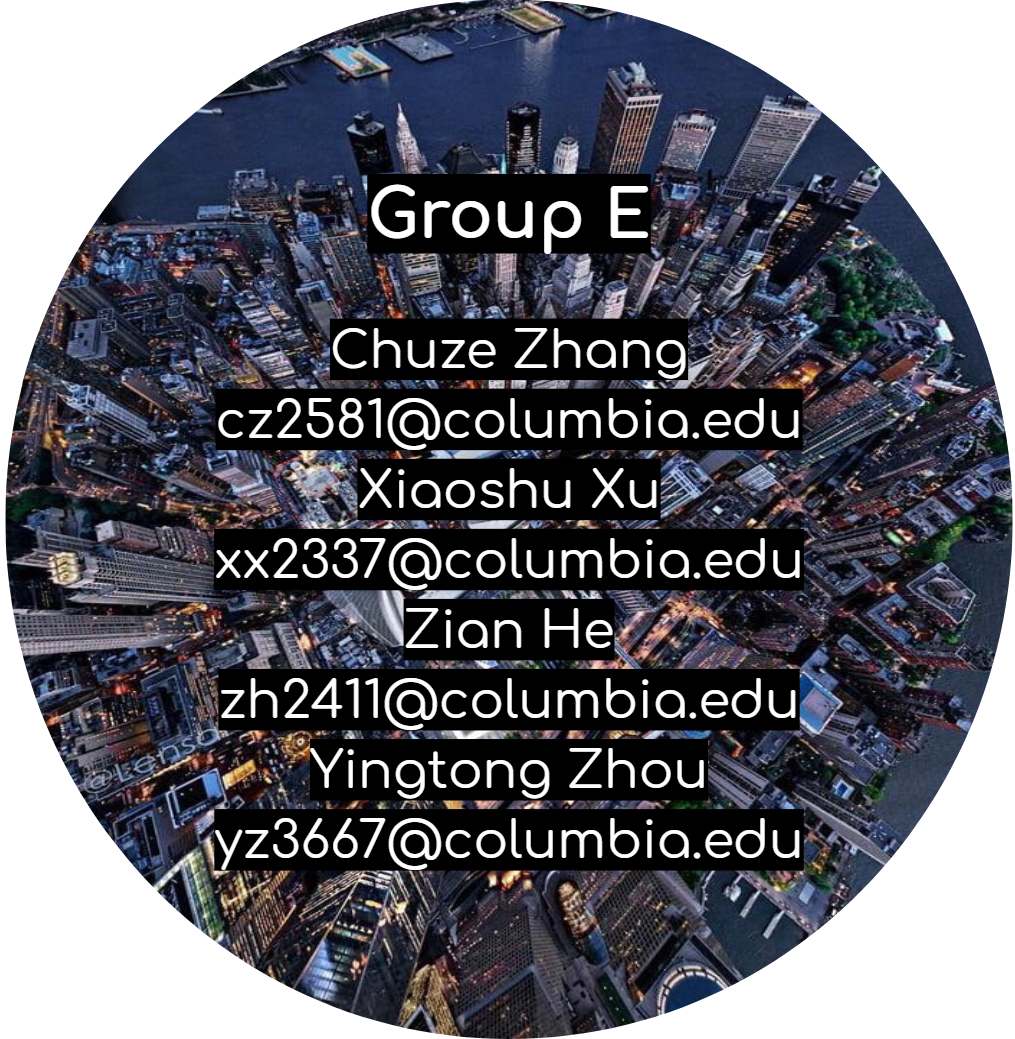 Group E
Chuze Zhang
cz2581@columbia.edu
Xiaoshu Xu
xx2337@columbia.edu
Zian He
zh2411@columbia.edu
Yingtong Zhou
yz3667@columbia.edu